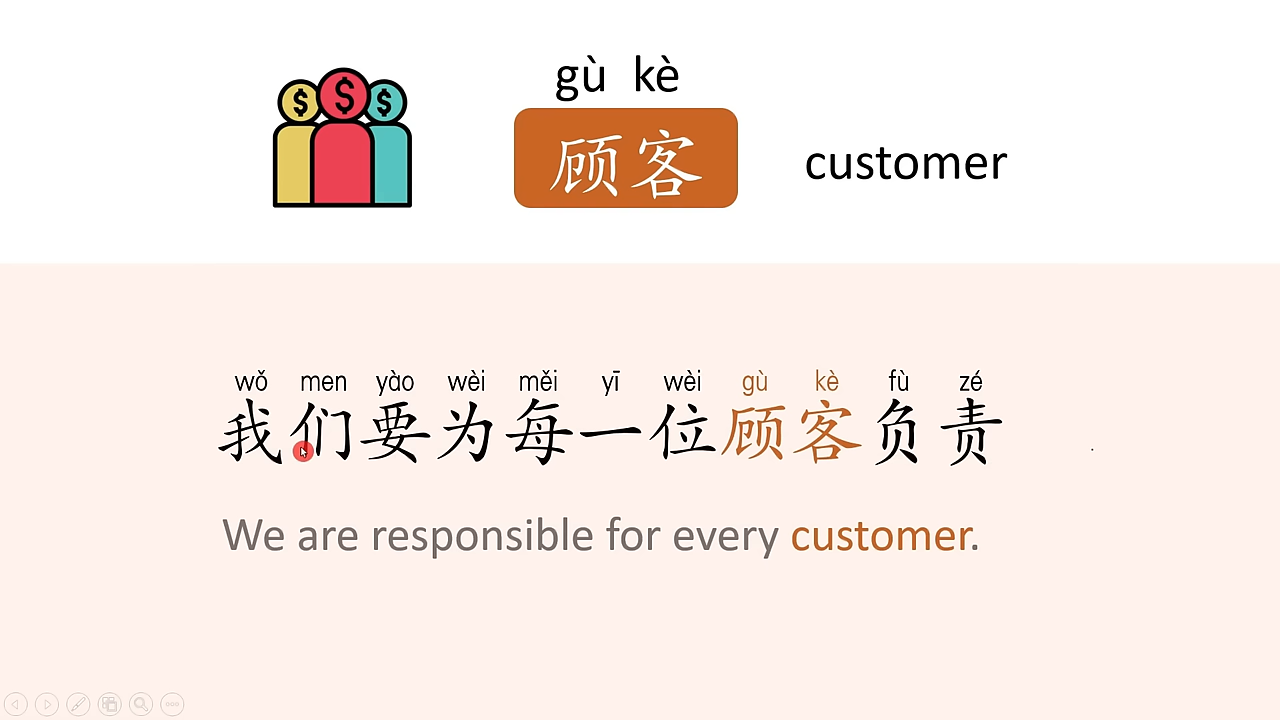 $ $ $
gù kè
顾客
customer
wǒ men yào wèi měi yī wèi gù kè fù zé
我们要为每一位顾客负责
We are responsible for every customer.